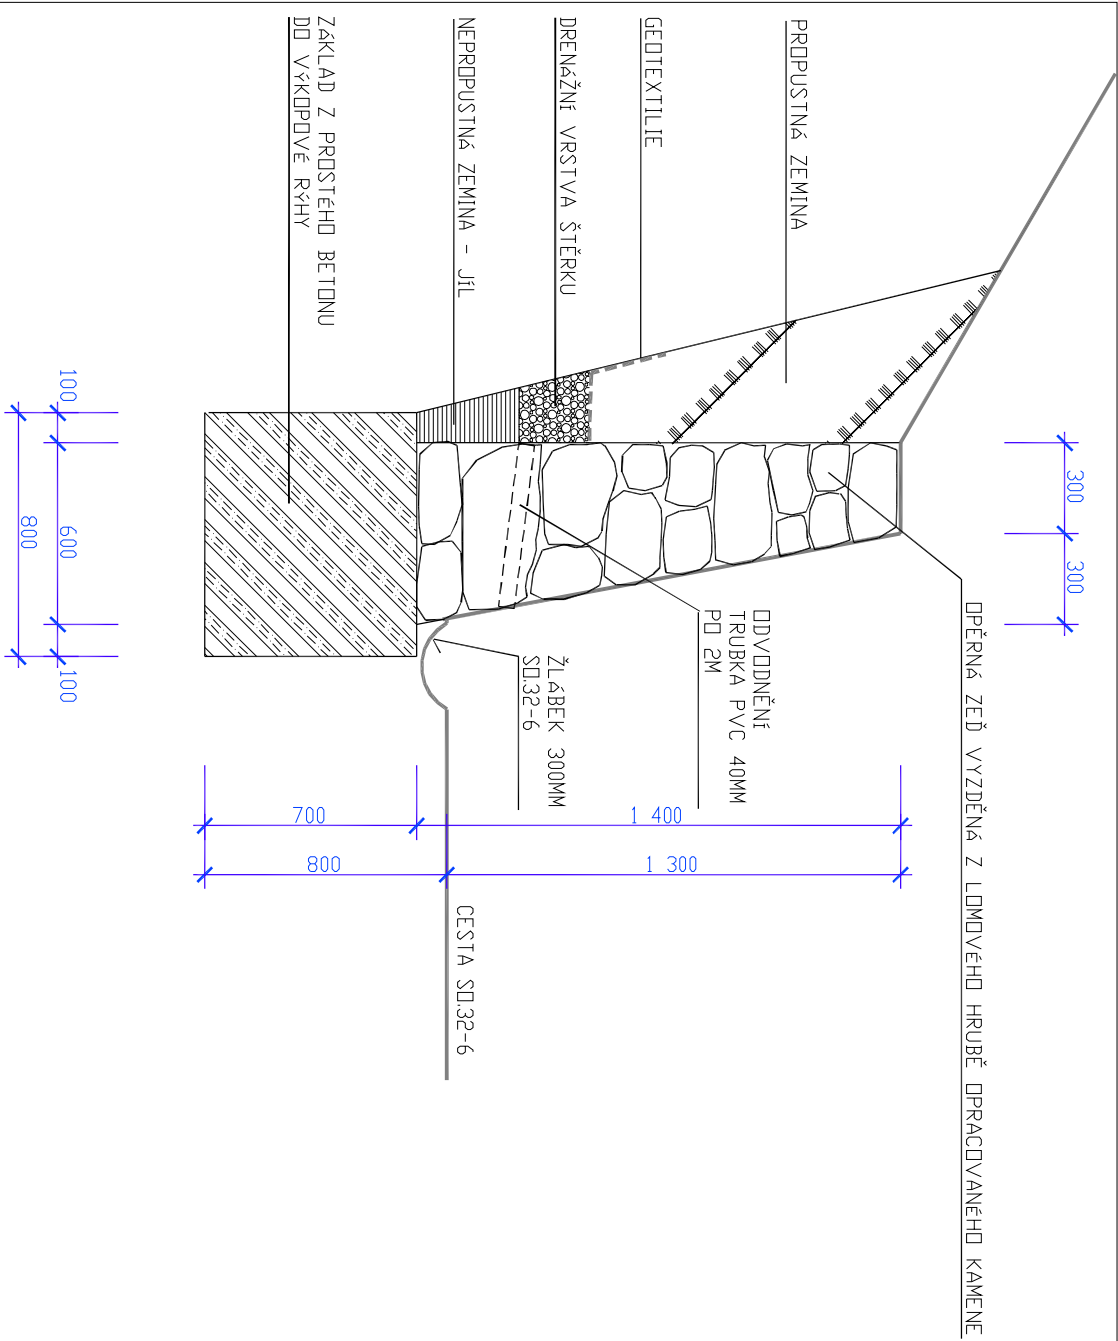 OPĚRNÁ ZEĎ VYZDĚNÁ Z LOMOVÉHO HRUBĚ OPRACOVANÉHO KAMENE
300
300
PROPUSTNÁ ZEMINA
GEOTEXTILIE
DRENÁŽNÍ VRSTVA ŠTĚRKU
NEPROPUSTNÁ ZEMINA - JÍL
ZÁKLAD Z PROSTÉHO BETONU
DO VÝKOPOVÉ RÝHY
ODVODNĚNÍ
TRUBKA PVC 40MM
PO 2M
ŽLÁBEK 300MM
SO.32-6
1 400
1 300
700
800
CESTA SO.32-6
100
600
100
800